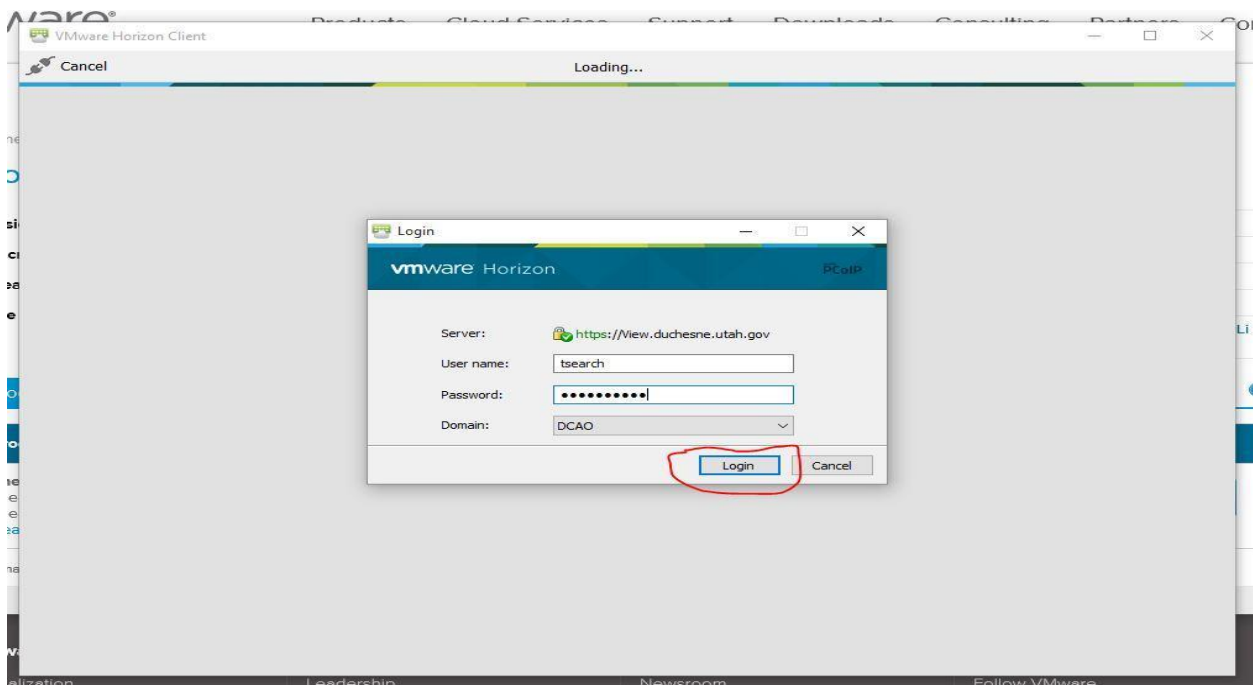 VMware Horizon Client
Cancel
Loading...
Login
vmware Horizon
PCoIP
Server:
https://View.duchesne.utah.gov
User name:
tsearch
Password:
••••••••••
Domain:
DCAO
Login
Cancel
Products Cloud Services Support Downloads Consulting Partners
Leadership
Newsroom
Follow VMware